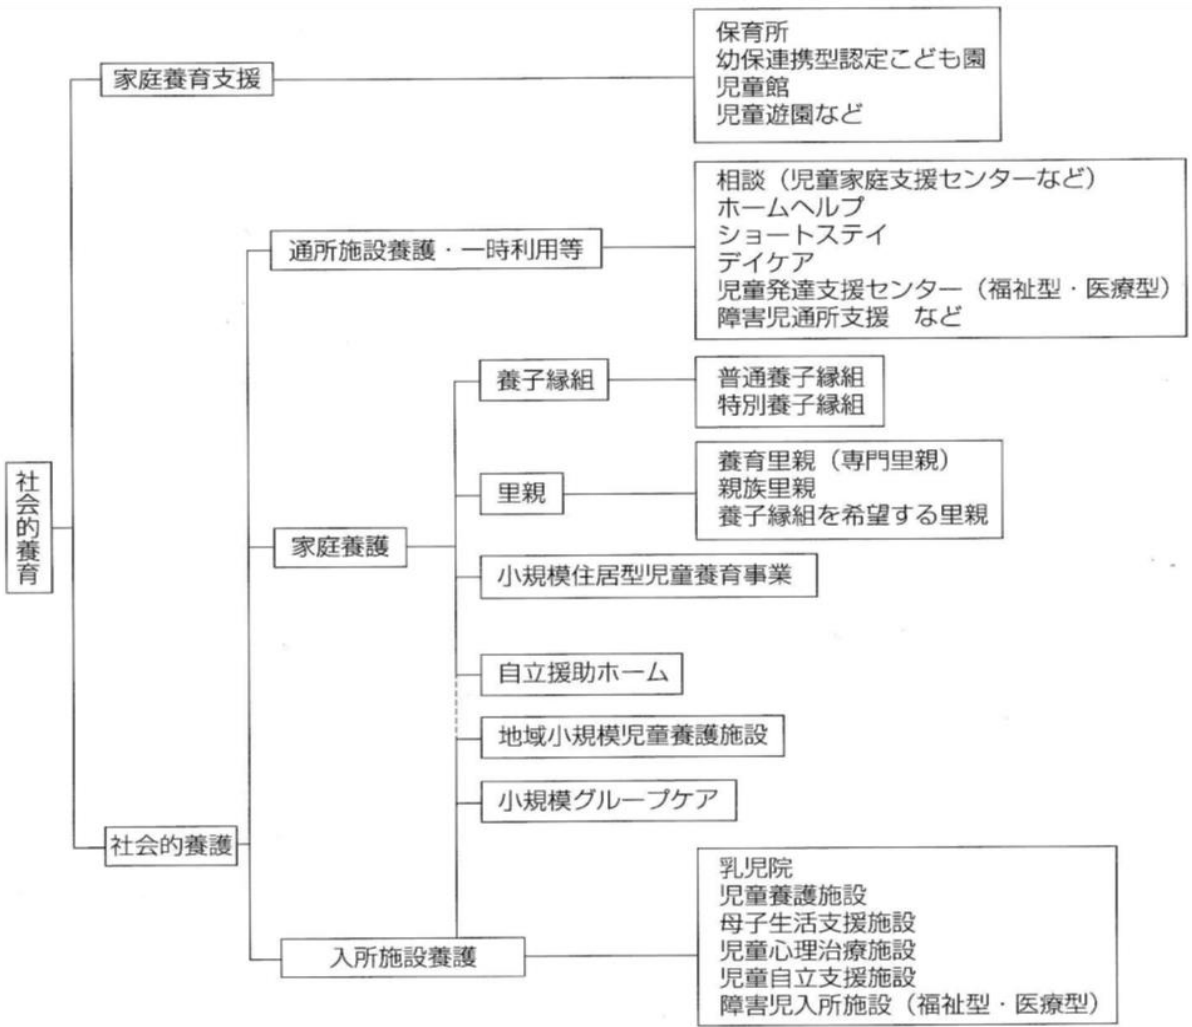 家庭養育支援
保育所
幼保連携型認定こども園
児童館
児童遊園など
通所施設養護・一時利用等
相談（児童家庭支援センターなど）
ホームヘルプ
ショートステイ
デイケア
児童発達支援センター（福祉型・医療型）
障害児通所支援　など
養子縁組
普通養子縁組
特別養子縁組
社会的養育
家庭養護
里親
養育里親（専門里親）
親族里親
養子縁組を希望する里親
小規模住居型児童養育事業
自立援助ホーム
地域小規模児童養護施設
小規模グループケア
社会的養護
入所施設養護
乳児院
児童養護施設
母子生活支援施設
児童心理治療施設
児童自立支援施設
障害児入所施設（福祉型・医療型）